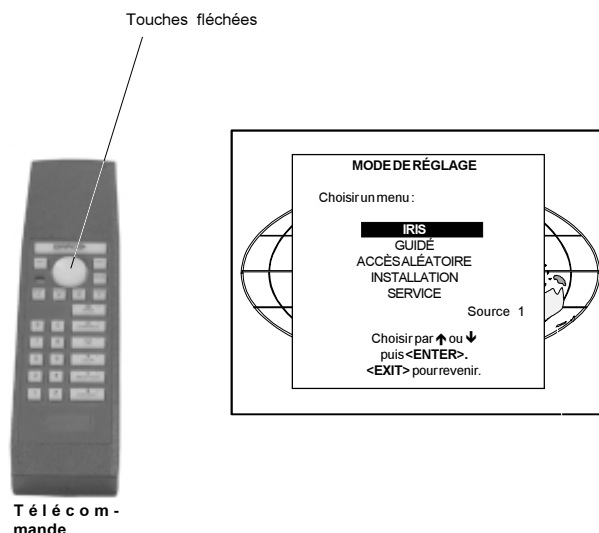 Touches fléchées
MODE DE RÉGLAGE
Choisir un menu :
IRIS
GUIDÉ
ACCÈS ALÉATOIRE
INSTALLATION
SERVICE
Source 1
Choisir par ↑ ou ↓
puis <ENTER>.
<EXIT> pour revenir.
Télécom-
mande